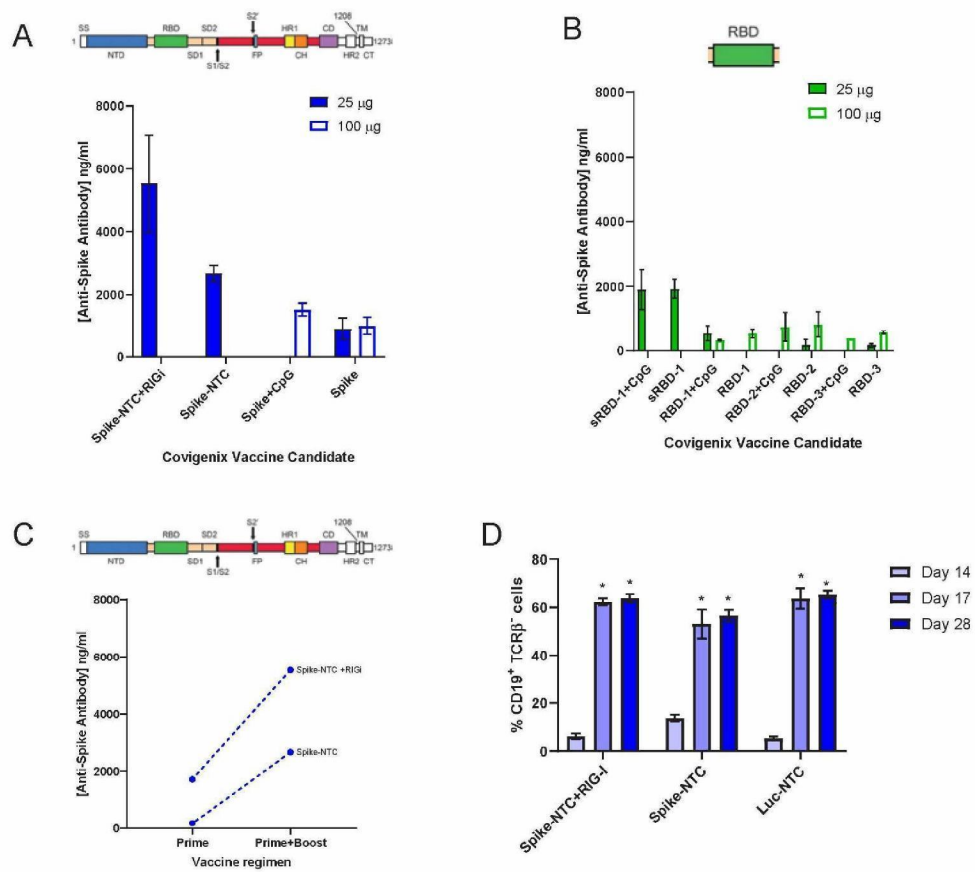 A
SS
RBD
SD2
S2'
HR1
CD
1208
TM
1
1273
NTD
SD1
S1/S2
FP
CH
HR2
CT
25 µg
100 µg
[Anti-Spike Antibody] ng/ml
8000
6000
4000
2000
0
Spike-NTC+RIGi
Spike-NTC
Spike+CpG
Spike
Covigenix Vaccine Candidate
B
RBD
25 µg
100 µg
[Anti-Spike Antibody] ng/ml
8000
6000
4000
2000
0
sRBD-1+CpG
sRBD-1
RBD-1+CpG
RBD-1
RBD-2+CpG
RBD-2
RBD-3+CpG
RBD-3
Covigenix Vaccine Candidate
C
SS
RBD
SD2
S2'
HR1
CD
1208
TM
1
1273
NTD
SD1
S1/S2
FP
CH
HR2
CT
[Anti-Spike Antibody] ng/ml
8000
6000
4000
2000
0
Spike-NTC +RIGi
Spike-NTC
Prime
Prime+Boost
Vaccine regimen
D
Day 14
Day 17
Day 28
% CD19+ TCRβ- cells
80
60
40
20
0
* *
* *
* *
Spike-NTC+RIG-I
Spike-NTC
Luc-NTC